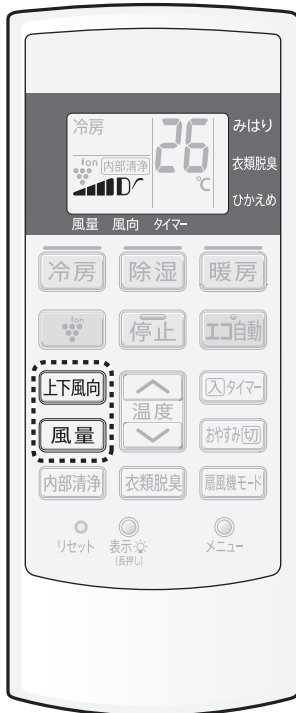 冷房 26 みはり
ion 内部清浄 ℃ 衣類脱臭
ひかえめ
風量 風向 タイマー
冷房 除湿 暖房
ion 停止 エコ自動
上下風向 温度 入タイマー
風量 おやすみ切
内部清浄 衣類脱臭 扇風機モード
リセット 表示 メニュー
(長押し)